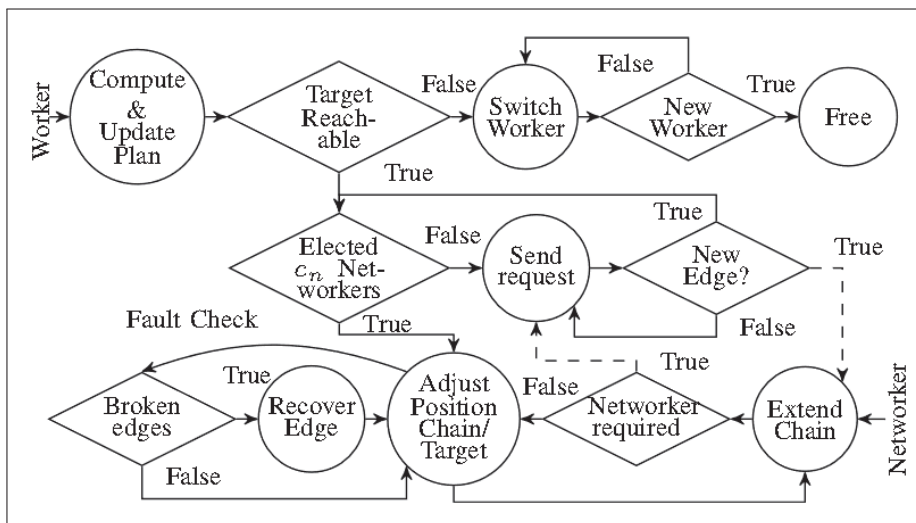 Worker
Compute
&
Update
Plan
Target
Reach-
able
False
Switch
Worker
False
New
Worker
True
Free
True
Elected
cₙ Net-
workers
False
Send
request
True
New
Edge?
True
False
True
Fault Check
Broken
edges
True
False
Recover
Edge
Adjust
Position
Chain/
Target
False
Networker
required
True
Extend
Chain
Networker